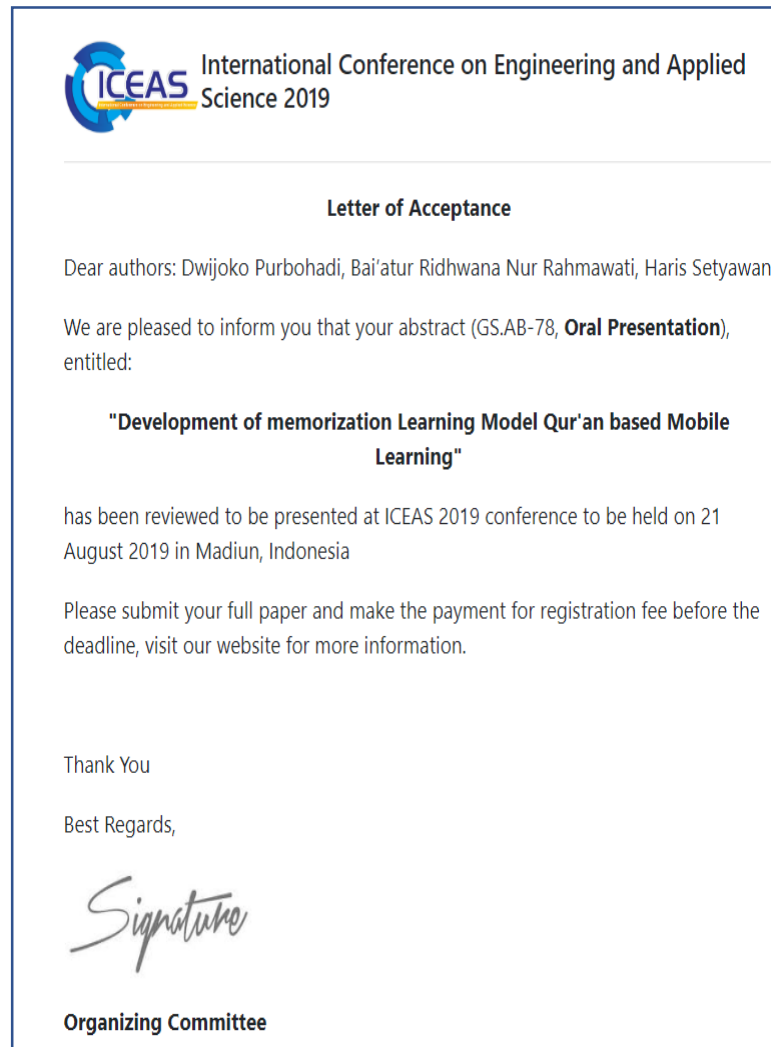 ICEAS
International Conference on Engineering and Applied
Science 2019
Letter of Acceptance
Dear authors: Dwijoko Purbohadi, Bai'atur Ridhwana Nur Rahmawati, Haris Setyawan
We are pleased to inform you that your abstract (GS.AB-78, Oral Presentation),
entitled:
"Development of memorization Learning Model Qur'an based Mobile
Learning"
has been reviewed to be presented at ICEAS 2019 conference to be held on 21
August 2019 in Madiun, Indonesia
Please submit your full paper and make the payment for registration fee before the
deadline, visit our website for more information.
Thank You
Best Regards,
Signature
Organizing Committee